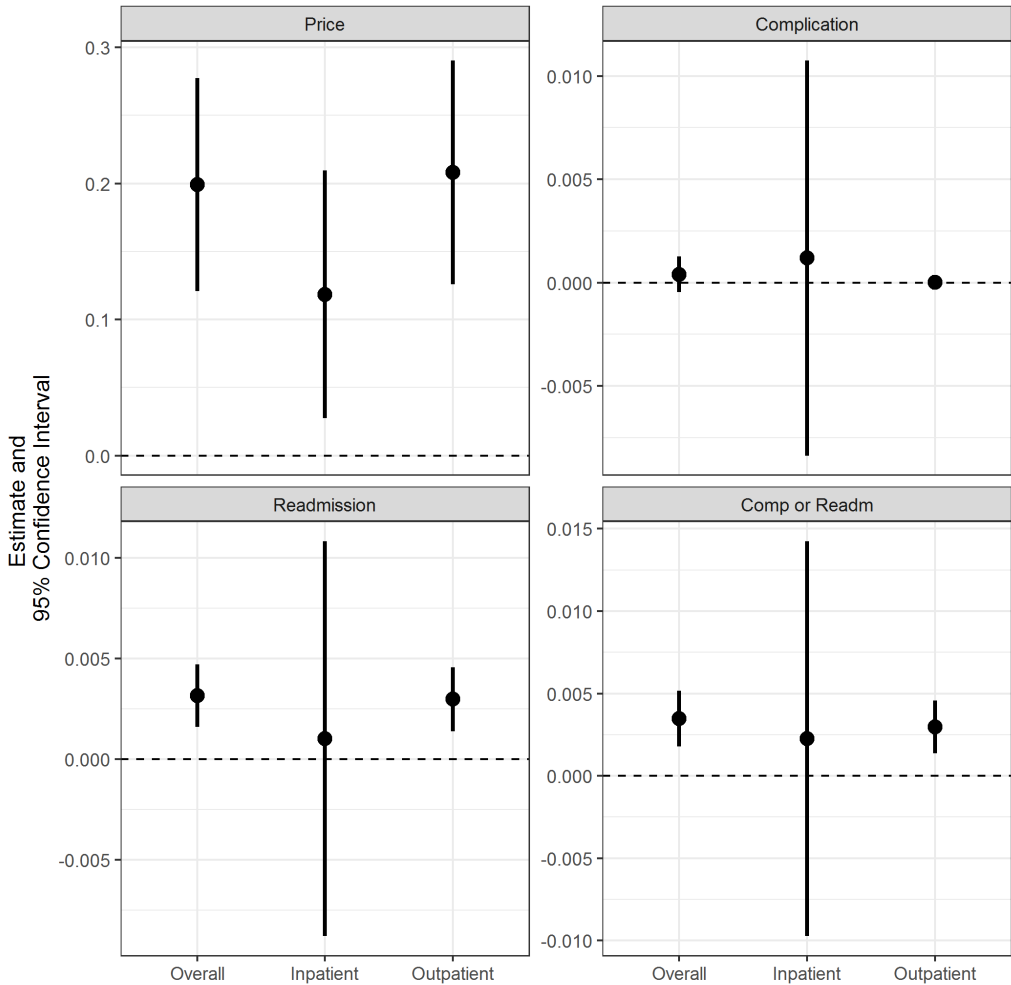 Estimate and
95% Confidence Interval
Price
0.3
0.2
0.1
0.0
Complication
0.010
0.005
0.000
-0.005
Readmission
0.010
0.005
0.000
-0.005
Overall
Inpatient
Outpatient
Comp or Readm
0.015
0.010
0.005
0.000
-0.005
-0.010
Overall
Inpatient
Outpatient